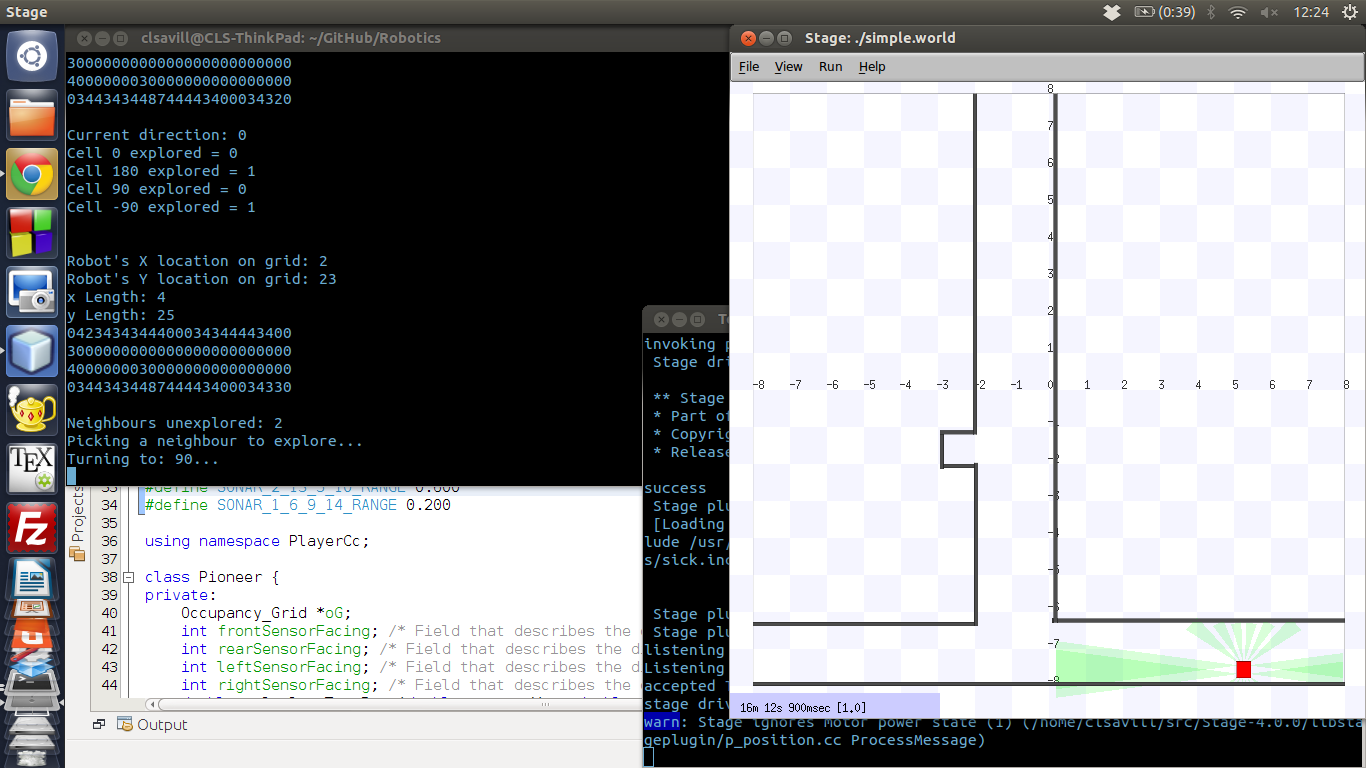 Stage
(0:39)
12:24
clsavill@CLS-ThinkPad: ~/GitHub/Robotics
3000000000000000000000000
4000000003000000000000000
0344343448744443400034320
Current direction: 0
Cell 0 explored = 0
Cell 180 explored = 1
Cell 90 explored = 0
Cell -90 explored = 1
Robot's X location on grid: 2
Robot's Y location on grid: 23
x Length: 4
y Length: 25
0423434344400034344443400
3000000000000000000000000
4000000003000000000000000
0344343448744443400034330
Neighbours unexplored: 2
Picking a neighbour to explore...
Turning to: 90...
TEX
Fz
Projects
33 #define SONAR_2_13_5_10_RANGE 0.600
34 #define SONAR_1_6_9_14_RANGE 0.200
35
36 using namespace PlayerCc;
37
38 class Pioneer {
39 private:
40 Occupancy_Grid *oG;
41 int frontSensorFacing; /* Field that describes the
42 int rearSensorFacing; /* Field that describes the
43 int leftSensorFacing; /* Field that describes the
44 int rightSensorFacing; /* Field that describes the
Output
invoking
Stage
** Stage
* Part of
* Copyrig
* Release
success
Stage plu
[Loading
lude /usr/
s/sick.inc
Stage plu
Stage plu
listening
Listening
accepted
stage driv
warn: Stage ignores motor power state (1) (/home/clsavill/src/Stage-4.0.0/libsta
geplugin/p_position.cc ProcessMessage)
Stage: ./simple.world
File View Run Help
8
7
6
5
4
3
2
1
-8 -7 -6 -5 -4 -3 -2 -1 0 1 2 3 4 5 6 7 8
-1
-2
-3
-4
-5
-6
-7
-8
16m 12s 900msec [1.0]